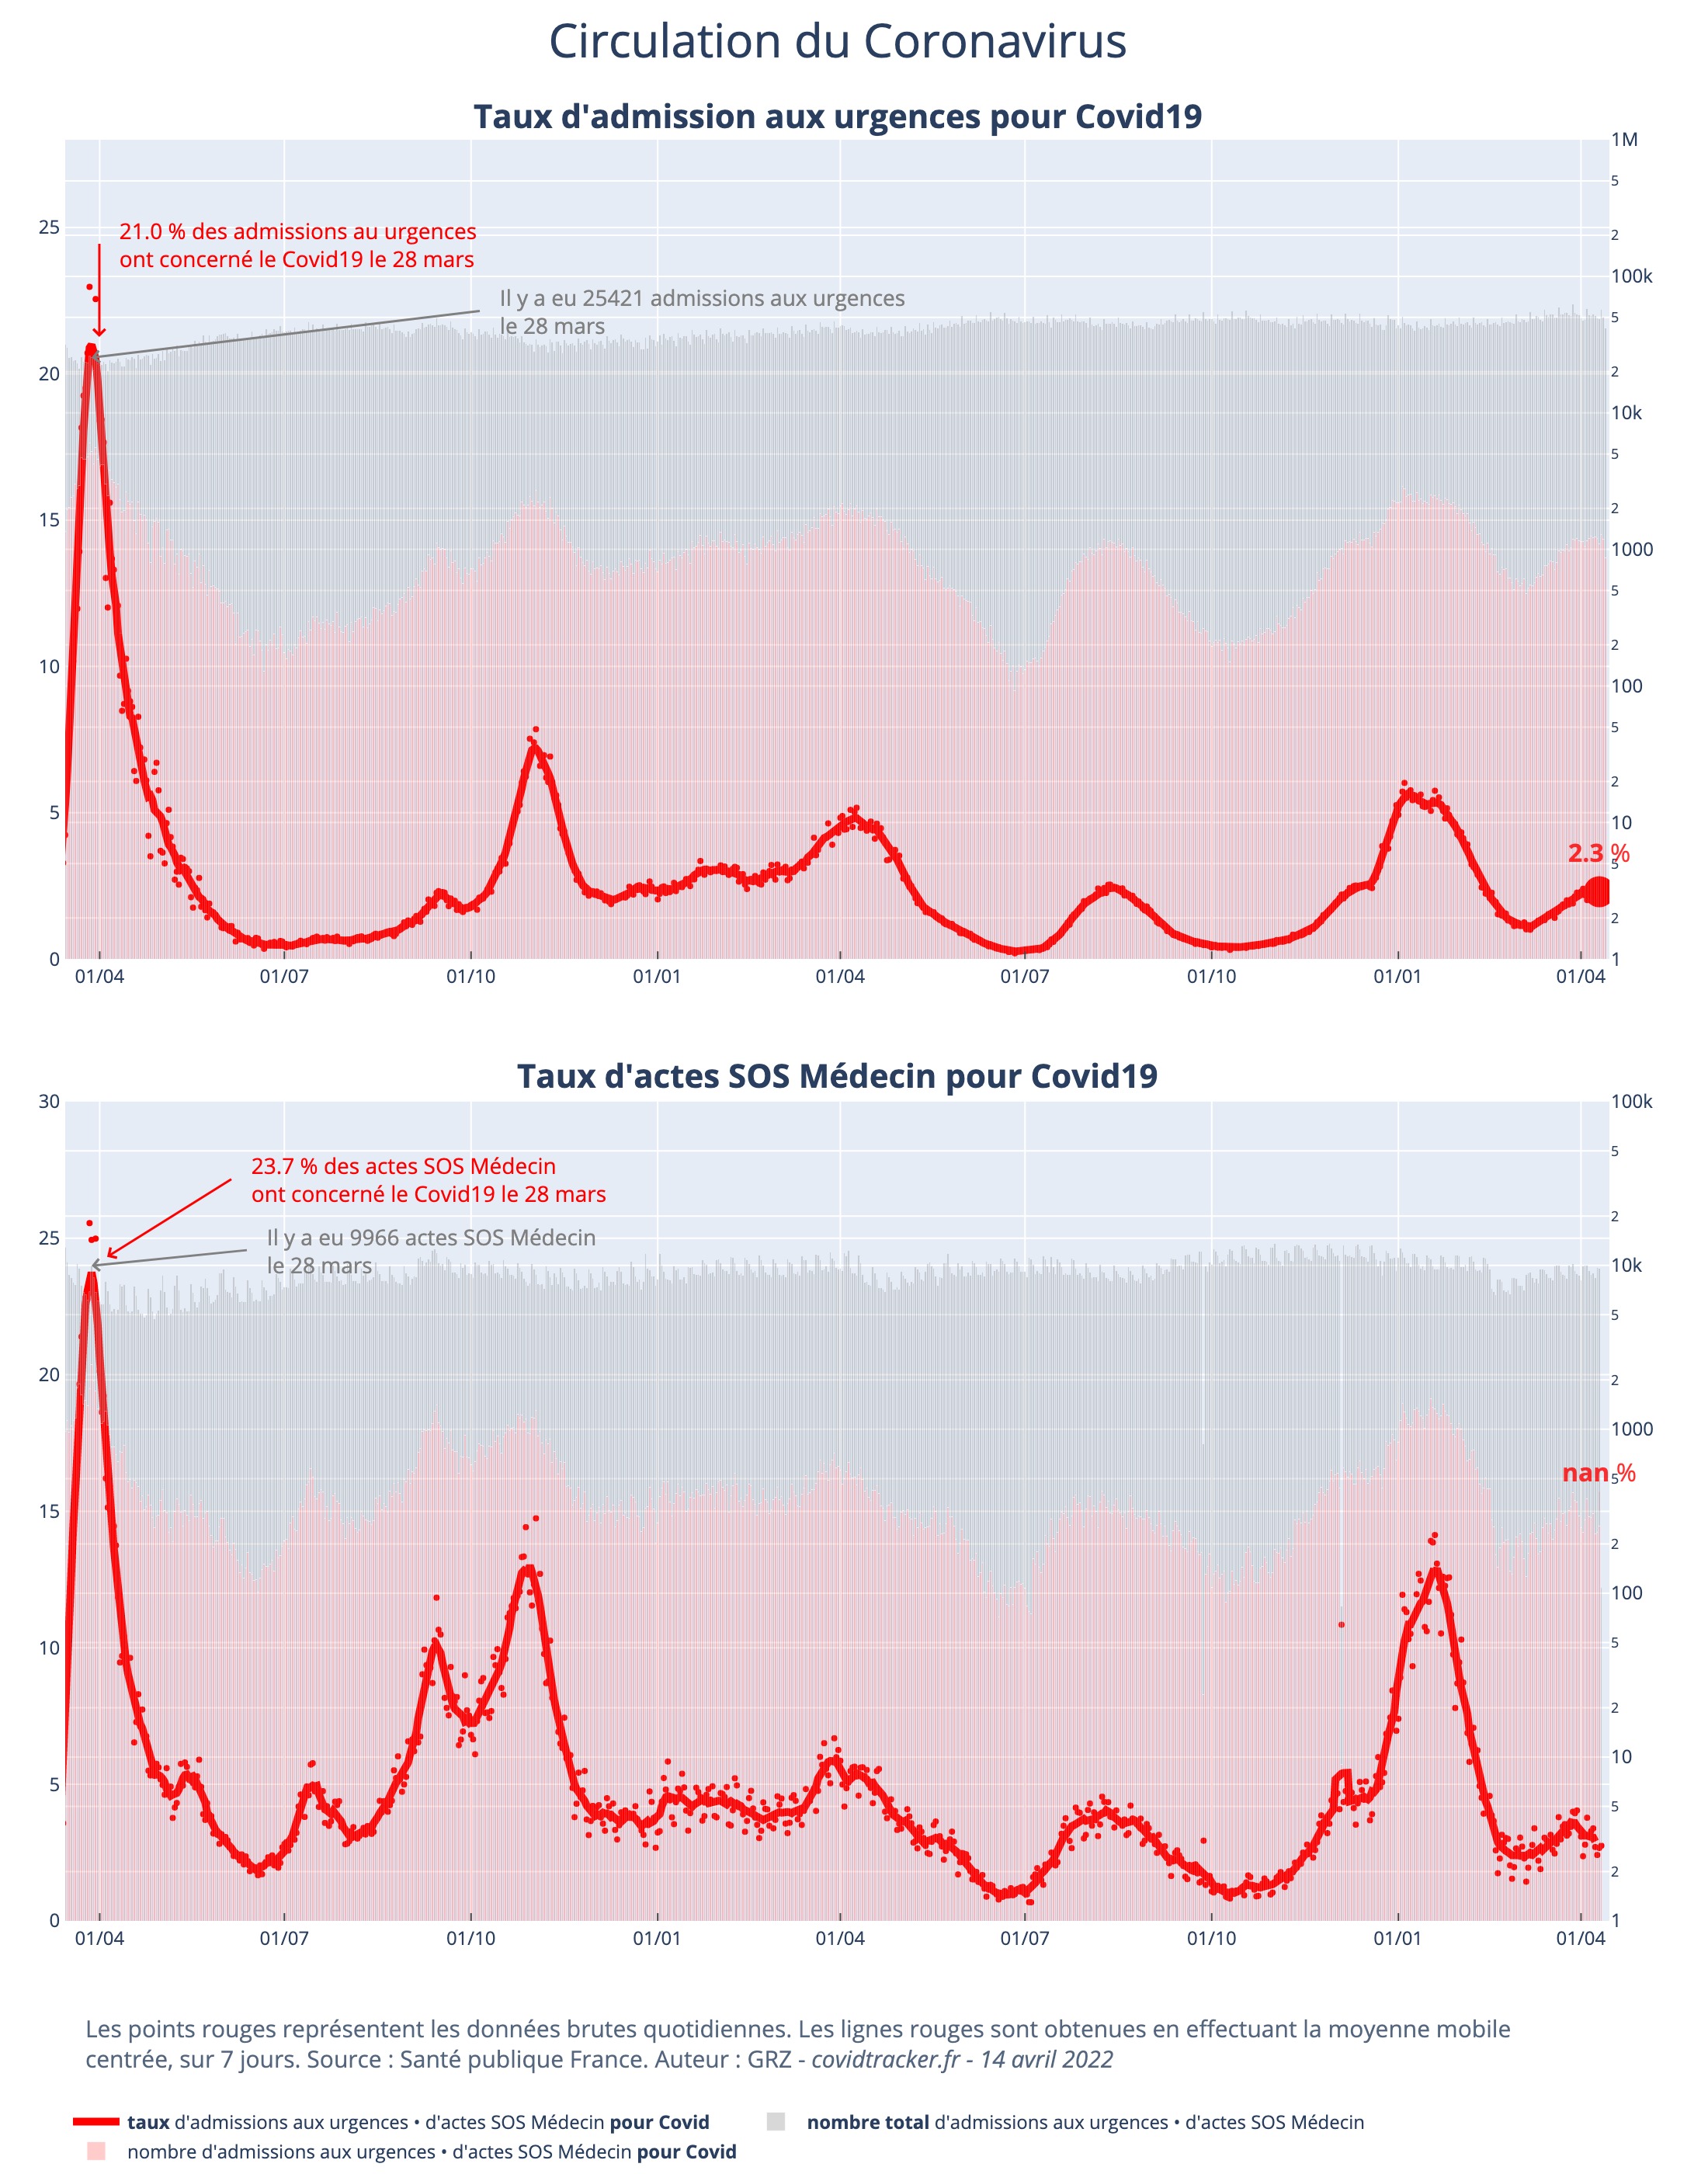 Circulation du Coronavirus
Taux d'admission aux urgences pour Covid19
1M
5
25
2
21.0 % des admissions au urgences
ont concerné le Covid19 le 28 mars
100k
Il y a eu 25421 admissions aux urgences
le 28 mars
5
20
2
10k
5
15
2
1000
5
10
2
100
5
2
5
10
2.3 %
5
2
0
1
01/04
01/07
01/10
01/01
01/04
01/07
01/10
01/01
01/04
Taux d'actes SOS Médecin pour Covid19
30
100k
5
23.7 % des actes SOS Médecin
ont concerné le Covid19 le 28 mars
2
25
Il y a eu 9966 actes SOS Médecin
le 28 mars
10k
5
20
2
1000
nan %
5
15
2
100
10
5
2
10
5
5
2
0
1
01/04
01/07
01/10
01/01
01/04
01/07
01/10
01/01
01/04
Les points rouges représentent les données brutes quotidiennes. Les lignes rouges sont obtenues en effectuant la moyenne mobile
centrée, sur 7 jours. Source : Santé publique France. Auteur : GRZ - covidtracker.fr - 14 avril 2022
taux d'admissions aux urgences • d'actes SOS Médecin pour Covid
nombre total d'admissions aux urgences • d'actes SOS Médecin
nombre d'admissions aux urgences • d'actes SOS Médecin pour Covid